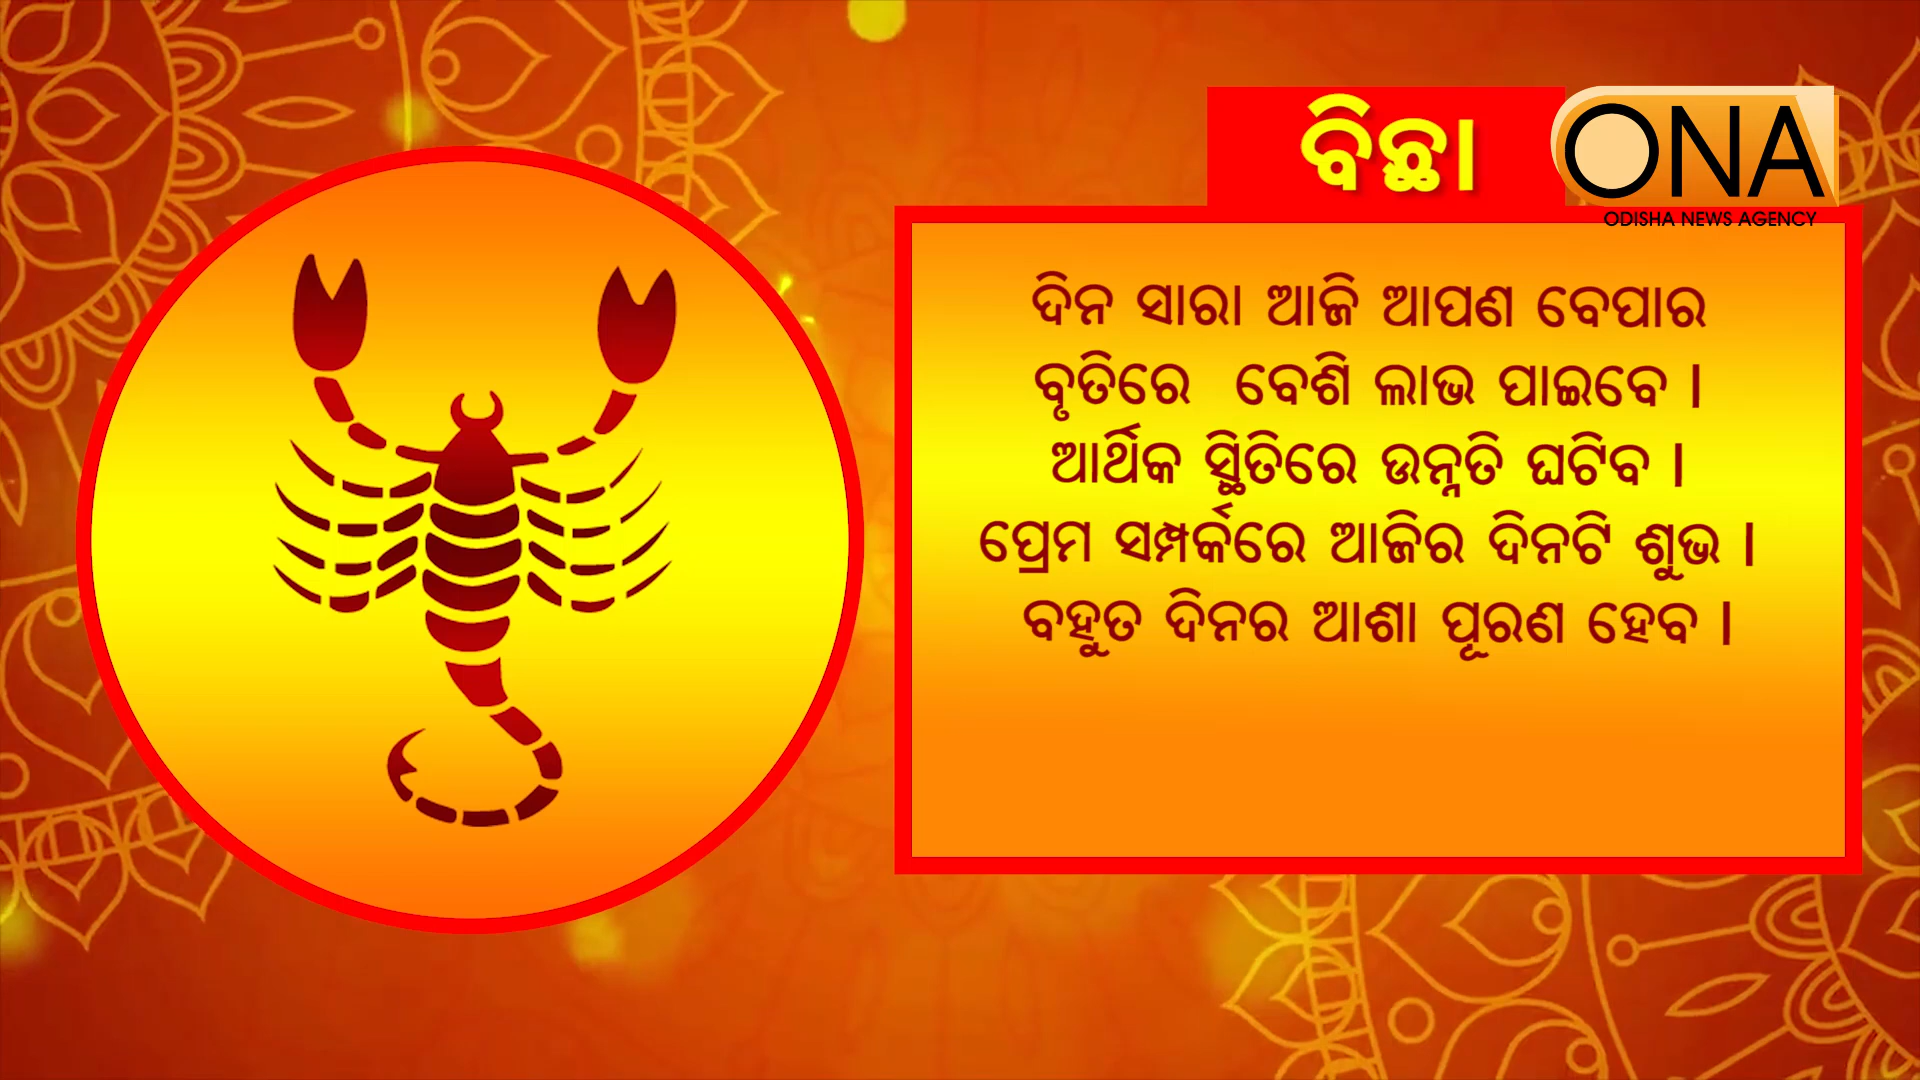 ବିଛା
ONA
ODISHA NEWS AGENCY
ଦିନ ସାରା ଆଜି ଆପଣ ବେପାର
ବୃତିରେ ବେଶି ଲାଭ ପାଇବେ |
ଆର୍ଥିକ ସ୍ଥିତିରେ ଉନ୍ନତି ଘଟିବ |
ପ୍ରେମ ସମ୍ପର୍କରେ ଆଜିର ଦିନଟି ଶୁଭ |
ବହୁତ ଦିନର ଆଶା ପୂରଣ ହେବ |